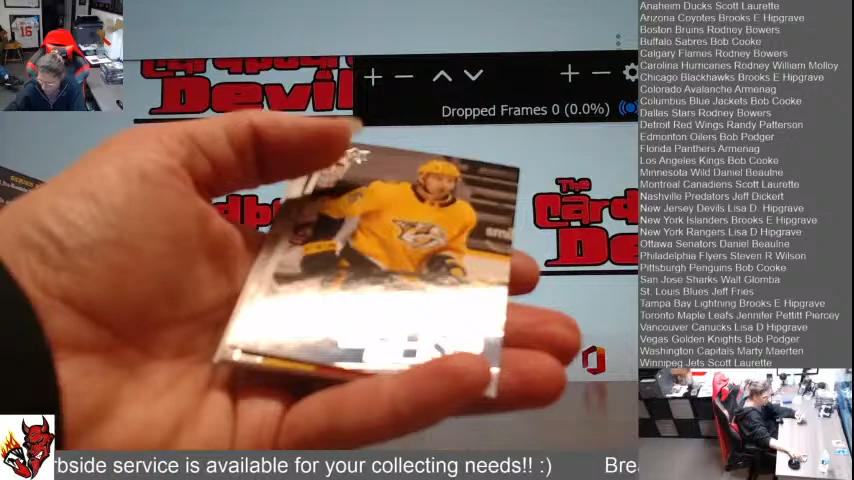 Anaheim Ducks Scott Laurette
Arizona Coyotes Brooks E Hipgrave
Boston Bruins Rodney Bowers
Buffalo Sabres Bob Cooke
Calgary Flames Rodney Bowers
Carolina Hurricanes Rodney William Molloy
Chicago Blackhawks Brooks E Hipgrave
Colorado Avalanche Armenag
Columbus Blue Jackets Bob Cooke
Dallas Stars Rodney Bowers
Detroit Red Wings Randy Patterson
Edmonton Oilers Bob Podger
Florida Panthers Armenag
Los Angeles Kings Bob Cooke
Minnesota Wild Daniel Beaulne
Montreal Canadiens Scott Laurette
Nashville Predators Jeff Dickert
New Jersey Devils Lisa D. Hipgrave
New York Islanders Brooks E Hipgrave
New York Rangers Lisa D Hipgrave
Ottawa Senators Daniel Beaulne
Philadelphia Flyers Steven R Wilson
Pittsburgh Penguins Bob Cooke
San Jose Sharks Walt Glomba
St. Louis Blues Jeff Fries
Tampa Bay Lightning Brooks E Hipgrave
Toronto Maple Leafs Jennifer Pettitt Piercey
Vancouver Canucks Lisa D Hipgrave
Vegas Golden Knights Bob Podger
Washington Capitals Marty Maerten
Winnipeg Jets Scott Laurette
16
Dropped Frames 0 (0.0%)
The
bside service is available for your collecting needs!! :)
Brea